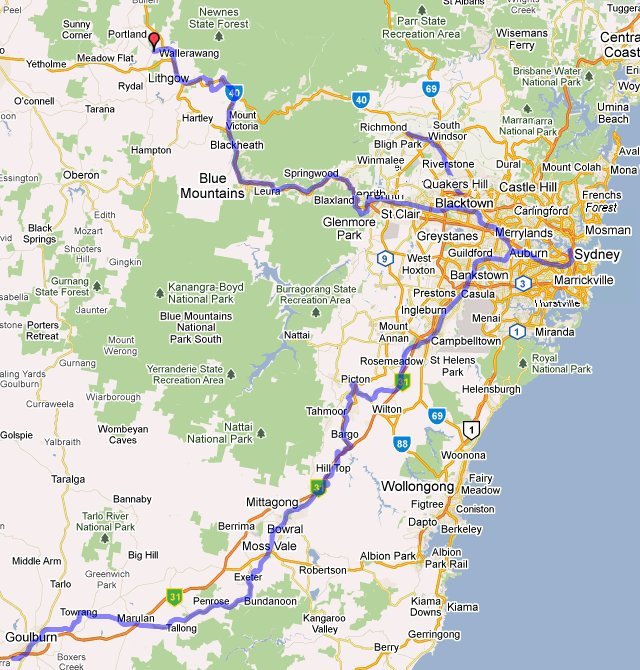 Bullen
Newnes
State Forest
St Albans
Peel
Sunny
Corner
Portland
Parr State
Recreation Area
Wisemans
Ferry
Tuggera
Central
Coast
Wallerawang
Meadow Flat
Yetholme
Lithgow
Rydal
Brisbane Water
National Park
O'connell
Tarana
40
40
69
Umina
Beach
Hartley
Mount
Victoria
Richmond
South
Windsor
Bligh Park
Marramarra
National Park
Hampton
Blackheath
Winmalee
Riverstone
Dural
Mount Colah
Aval
Mona
Essington
Oberon
Blue
Mountains
Springwood
Leura
Blaxland
Quakers Hill
Castle Hill
Frenchs
Forest
St Clair
Blacktown
Carlingford
Mosman
Mozart
Black
Springs
Glenmore
Park
Greystanes
Merrylands
Shooters
Hill
Gingkin
9
West
Hoxton
Guildford
Auburn
Sydney
Gurnang
State Forest
Kanangra-Boyd
National Park
Burragorang State
Recreation Area
Prestons
Bankstown
Casula
3
Marrickville
Hurstville
Jaunter
Porters
Retreat
Blue Mountains
National
Park South
Ingleburn
Menai
1
Miranda
Mount
Werong
Nattai
Mount
Annan
Campbelltown
Royal
National Park
Gurnang
Rosemeadow
St Helens
Park
Yerranderie State
Recreation Area
Helensburgh
Curraweela
Wiarborough
Picton
31
Tahmoor
Wilton
69
Golspie
Wombeyan
Caves
Nattai
National Park
Yalbraith
Bargo
88
1
Woonona
Taralga
Hill Top
Wollongong
Fairy
Meadow
Bannaby
Mittagong
Figtree
Coniston
Tarlo River
National Park
Berrima
Bowral
Dapto
Berkeley
Middle Arm
Big Hill
Moss Vale
Albion Park
Albion
Park Rail
Tarlo
Greenwich
Park
Exeter
Robertson
31
Penrose
Bundanoon
Kiama
Downs
Kiama
Towrang
Marulan
Tallong
Kangaroo
Valley
Goulburn
Gerringong
Boxers
Creek
Berry